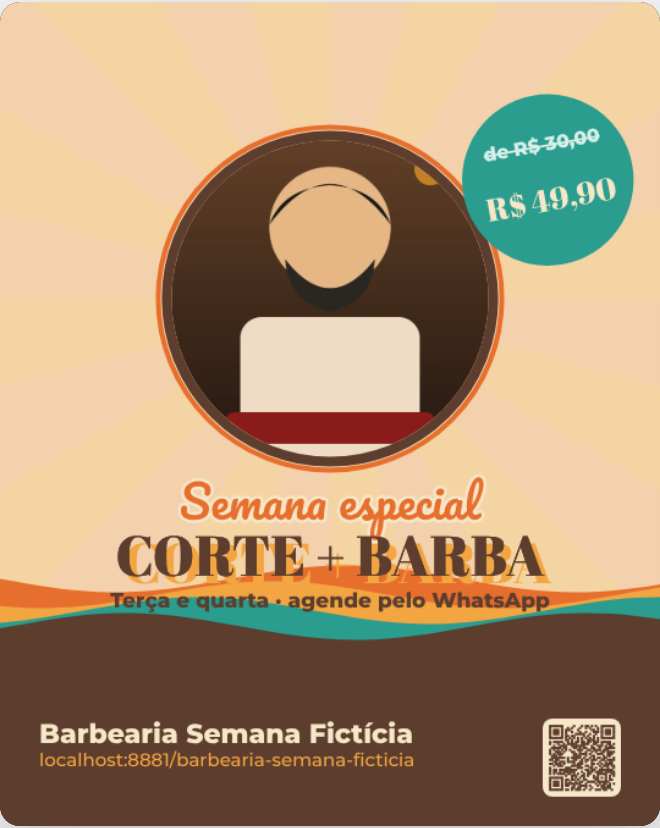 de R$ 30,00
R$ 49,90
Semana especial
CORTE + BARBA
Terça e quarta · agende pelo WhatsApp
Barbearia Semana Fictícia
localhost:8881/barbearia-semana-ficticia